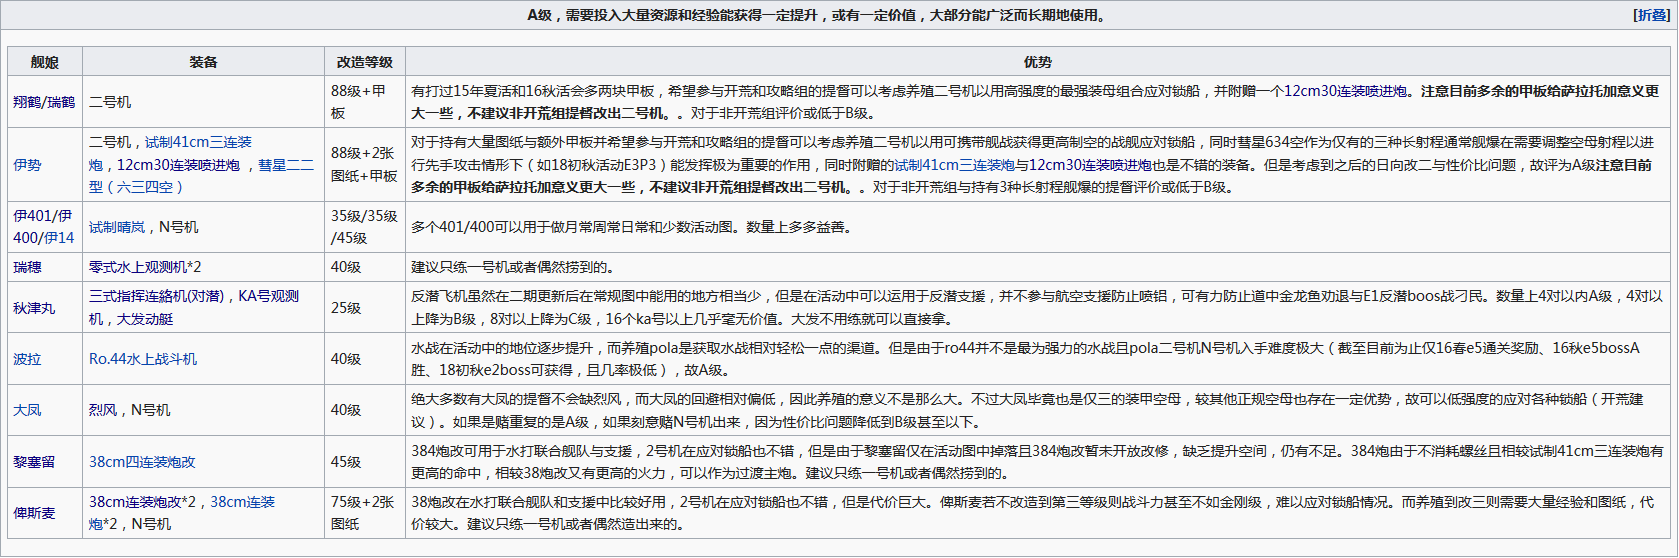 A级，需要投入大量资源和经验能获得一定提升，或有一定价值，大部分能广泛而长期地使用。 [折叠]
舰娘 装备 改造等级 优势
翔鹤/瑞鹤 二号机 88级+甲板 有打过15年夏活和16秋活会多两块甲板，希望参与开荒和攻略组的提督可以考虑养殖二号机以用高强度的最强装母组合应对锁船，并附赠一个12cm30连装喷进炮。注意目前多余的甲板给萨拉托加意义更
大一些，不建议非开荒组提督改出二号机。。对于非开荒组评价或低于B级。
伊势 二号机，试制41cm三连装
炮，12cm30连装喷进炮 ，彗星二二
型（六三四空） 88级+2张
图纸+甲板 对于持有大量图纸与额外甲板并希望参与开荒和攻略组的提督可以考虑养殖二号机以用可携带舰战获得更高制空的战舰应对锁船，同时彗星634空作为仅有的三种长射程通常舰爆在需要调整空母射程以进
行先手攻击情形下（如18初秋活动E3P3）能发挥极为重要的作用，同时附赠的试制41cm三连装炮与12cm30连装喷进炮也是不错的装备。但是考虑到之后的日向改二与性价比问题，故评为A级注意目前
多余的甲板给萨拉托加意义更大一些，不建议非开荒组提督改出二号机。。对于非开荒组与持有3种长射程舰爆的提督评价或低于B级。
伊401/伊
400/伊14 试制晴岚，N号机 35级/35级
/45级 多个401/400可以用于做月常周常日常和少数活动图。数量上多多益善。
瑞穗 零式水上观测机*2 40级 建议只练一号机或者偶然捞到的。
秋津丸 三式指挥连絡机(对潜)，KA号观测
机，大发动艇 25级 反潜飞机虽然在二期更新后在常规图中能用的地方相当少，但是在活动中可以运用于反潜支援，并不参与航空支援防止喷铝，可有力防止道中金龙鱼劝退与E1反潜boos战刁民。数量上4对以内A级，4对以
上降为B级，8对以上降为C级，16个ka号以上几乎毫无价值。大发不用练就可以直接拿。
波拉 Ro.44水上战斗机 40级 水战在活动中的地位逐步提升，而养殖pola是获取水战相对轻松一点的渠道。但是由于ro44并不是最为强力的水战且pola二号机N号机入手难度极大（截至目前为止仅16春e5通关奖励、16秋e5bossA
胜、18初秋e2boss可获得，且几率极低），故A级。
大凤 烈风，N号机 40级 绝大多数有大凤的提督不会缺烈风，而大凤的回避相对偏低，因此养殖的意义不是那么大。不过大凤毕竟也是仅三的装甲空母，较其他正规空母也存在一定优势，故可以低强度的应对各种锁船（开荒建
议）。如果是赌重复的是A级，如果刻意赌N号机出来，因为性价比问题降低到B级甚至以下。
黎塞留 38cm四连装炮改 45级 384炮改可用于水打联合舰队与支援，2号机在应对锁船也不错，但是由于黎塞留仅在活动图中掉落且384炮改暂未开放改修，缺乏提升空间，仍有不足。384炮由于不消耗螺丝且相较试制41cm三连装炮有
更高的命中，相较38炮改又有更高的火力，可以作为过渡主炮。建议只练一号机或者偶然捞到的。
俾斯麦 38cm连装炮改*2，38cm连装
炮*2，N号机 75级+2张
图纸 38炮改在水打联合舰队和支援中比较好用，2号机在应对锁船也不错，但是代价巨大。俾斯麦若不改造到第三等级则战斗力甚至不如金刚级，难以应对锁船情况。而养殖到改三则需要大量经验和图纸，代
价较大。建议只练一号机或者偶然造出来的。